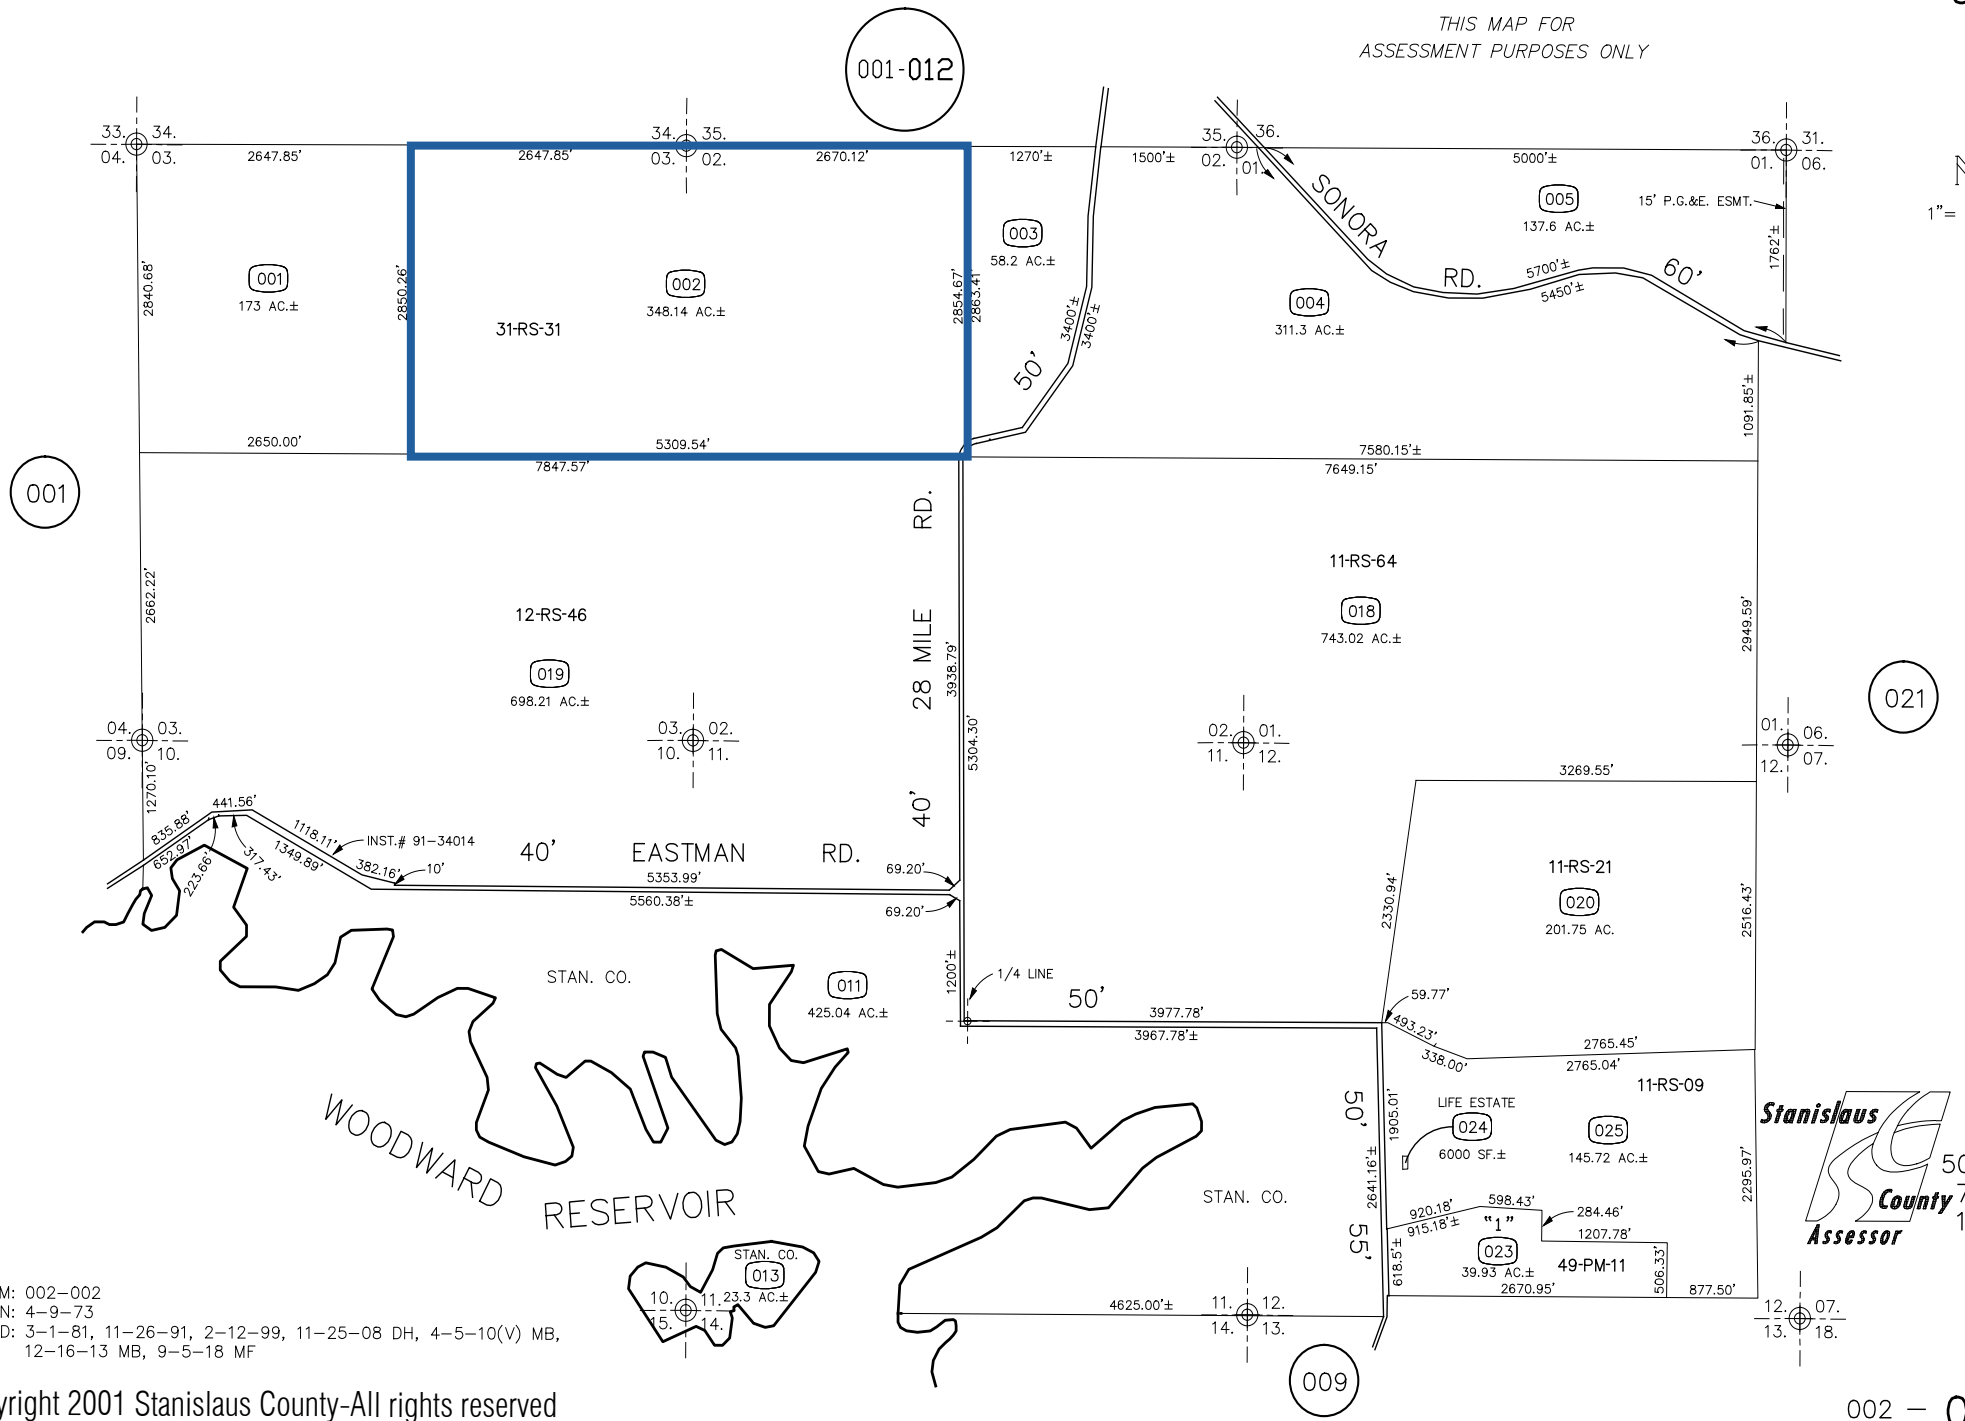 THIS MAP FOR
ASSESSMENT PURPOSES ONLY
001-012
33. 34.
04. 03.
34. 35.
03. 02.
35. 36.
02. 01.
36. 31.
01. 06.
2647.85'
2647.85'
2670.12'
1270'±
1500'±
5000'±
1"=
SONORA
RD.
60'
15' P.G.&E. ESMT.
1762'±
005
137.6 AC.±
003
58.2 AC.±
001
173 AC.±
002
348.14 AC.±
004
311.3 AC.±
2840.68'
2850.26'
31-RS-31
2854.67'
2863.41'
3400'±
3400'±
50'
5700'±
5450'±
1091.85'±
2650.00'
5309.54'
7847.57'
7580.15'±
7649.15'
001
28 MILE RD.
40'
2662.22'
12-RS-46
019
698.21 AC.±
3938.79'
5304.30'
11-RS-64
018
743.02 AC.±
2949.59'
021
04. 03.
09. 10.
03. 02.
10. 11.
02. 01.
11. 12.
01. 06.
12. 07.
1270.10'
3269.55'
441.56'
835.88'
652.97'
223.66'
317.43'
1118.11'
1349.89'
INST.# 91-34014
382.16'
10'
40' EASTMAN RD.
5353.99'
5560.38'±
69.20'
69.20'
11-RS-21
020
201.75 AC.
2330.94'
2516.43'
STAN. CO.
011
425.04 AC.±
1200'±
1/4 LINE
50'
3977.78'
3967.78'±
59.77'
493.23'
338.00'
2765.45'
2765.04'
11-RS-09
WOODWARD
RESERVOIR
50'
1905.01'
2641.16'±
55'
LIFE ESTATE
024
6000 SF.±
025
145.72 AC.±
2295.97'
STAN. CO.
920.18'
915.18'±
598.43'
284.46'
1207.78'
"1"
023
39.93 AC.±
49-PM-11
618.5'±
2670.95'
506.33'
877.50'
Stanislaus
County
Assessor
STAN. CO.
013
23.3 AC.±
10. 11.
15. 14.
4625.00'±
11. 12.
14. 13.
12. 07.
13. 18.
M: 002-002
N: 4-9-73
D: 3-1-81, 11-26-91, 2-12-99, 11-25-08 DH, 4-5-10(V) MB,
12-16-13 MB, 9-5-18 MF
009
yright 2001 Stanislaus County-All rights reserved
002 -